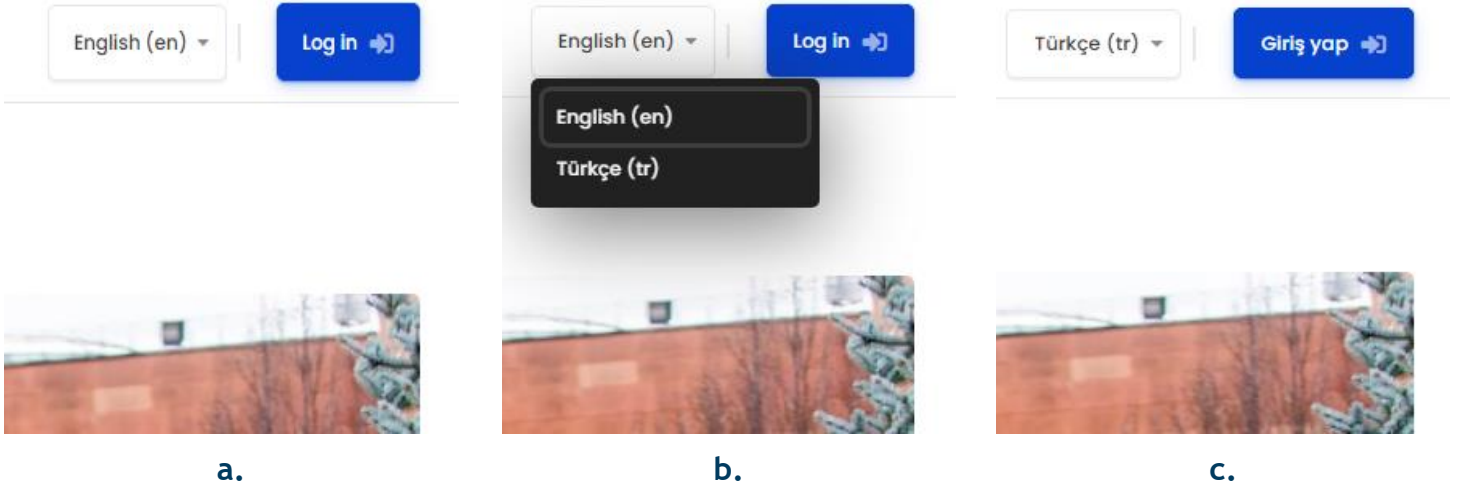 English (en)
Log in
English (en)
Log in
English (en)
Türkçe (tr)
Türkçe (tr)
Giriş yap
a.
b.
c.